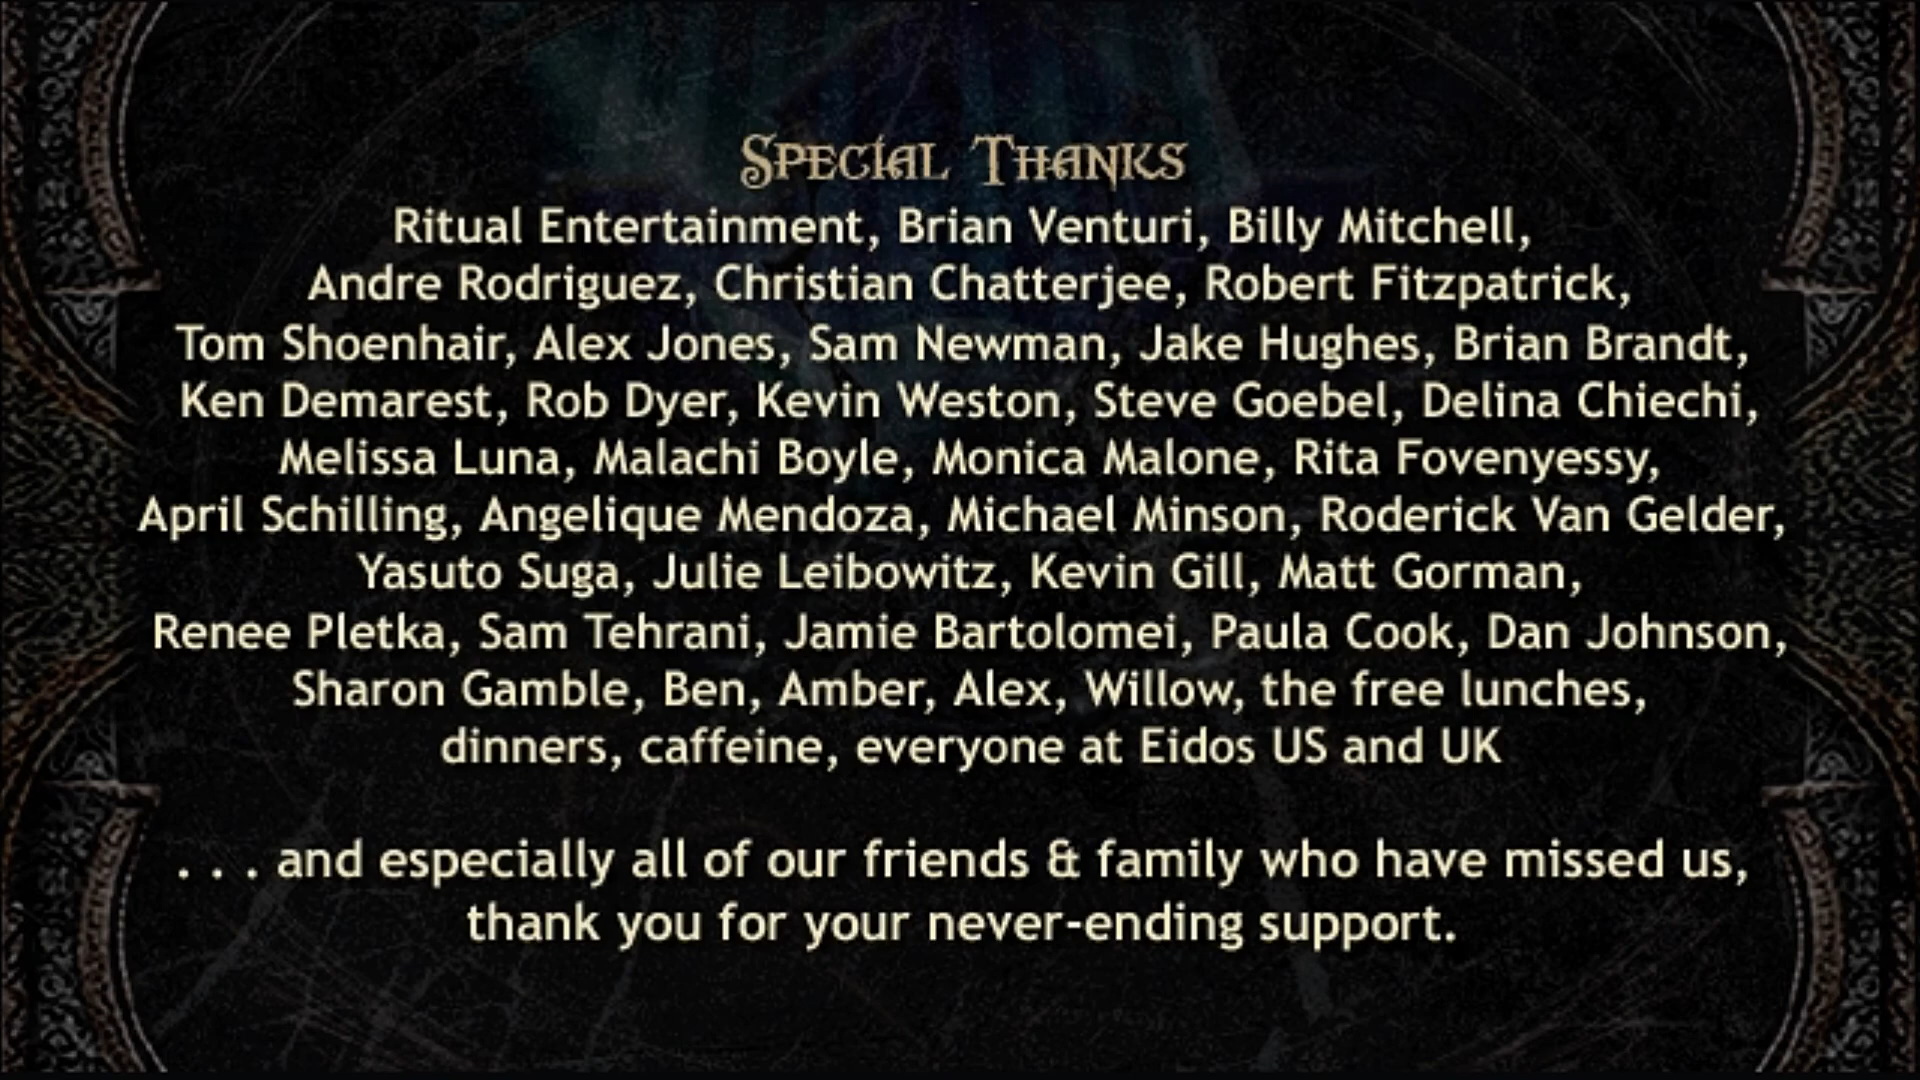 Special Thanks
Ritual Entertainment, Brian Venturi, Billy Mitchell,
Andre Rodriguez, Christian Chatterjee, Robert Fitzpatrick,
Tom Shoenhair, Alex Jones, Sam Newman, Jake Hughes, Brian Brandt,
Ken Demarest, Rob Dyer, Kevin Weston, Steve Goebel, Delina Chiechi,
Melissa Luna, Malachi Boyle, Monica Malone, Rita Fovenyessy,
April Schilling, Angelique Mendoza, Michael Minson, Roderick Van Gelder,
Yasuto Suga, Julie Leibowitz, Kevin Gill, Matt Gorman,
Renee Pletka, Sam Tehrani, Jamie Bartolomei, Paula Cook, Dan Johnson,
Sharon Gamble, Ben, Amber, Alex, Willow, the free lunches,
dinners, caffeine, everyone at Eidos US and UK
. . . and especially all of our friends & family who have missed us,
thank you for your never-ending support.